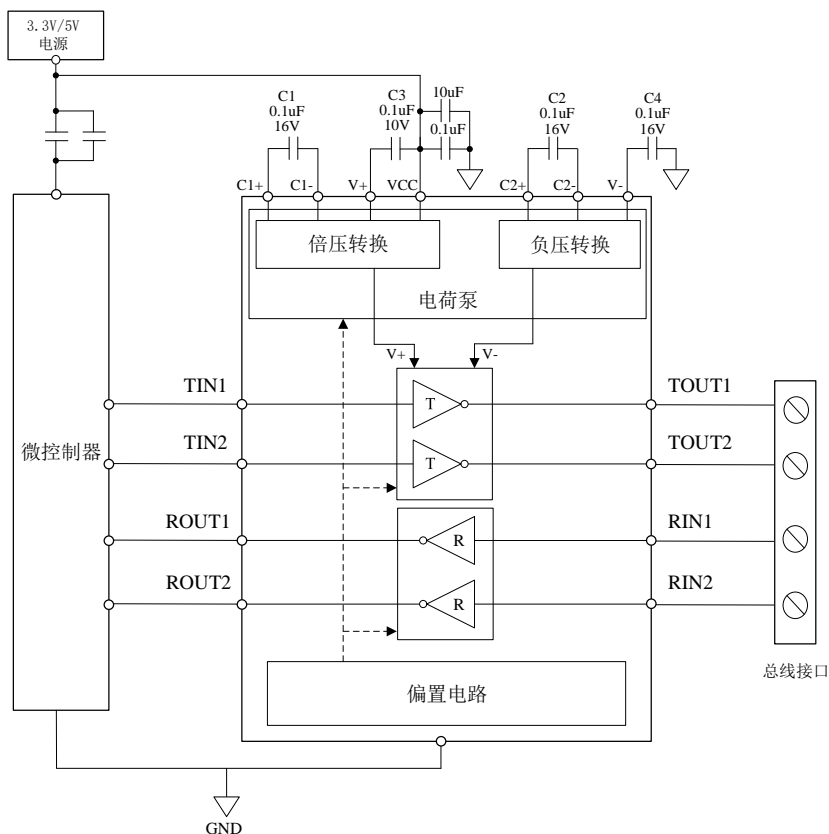 3.3V/5V
电源
C1
0.1uF
16V
C3
0.1uF
10V
10uF
0.1uF
C2
0.1uF
16V
C4
0.1uF
16V
C1+
C1-
V+
VCC
C2+
C2-
V-
倍压转换
负压转换
电荷泵
V+
V-
TIN1
T
TOUT1
TIN2
T
TOUT2
微控制器
ROUT1
R
RIN1
ROUT2
R
RIN2
总线接口
偏置电路
GND